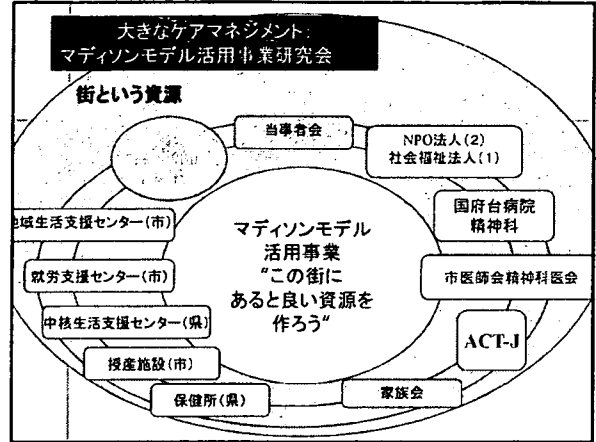 大きなケアマネジメント:
マディソンモデル活用事業研究会
街という資源
当事者会
NPO法人(2)
社会福祉法人(1)
国府台病院
精神科
地域生活支援センター(市)
マディソンモデル
活用事業
"この街に
あると良い資源を
作ろう"
就労支援センター(市)
市医師会精神科医会
中核生活支援センター(県)
ACT-J
授産施設(市)
保健所(県)
家族会